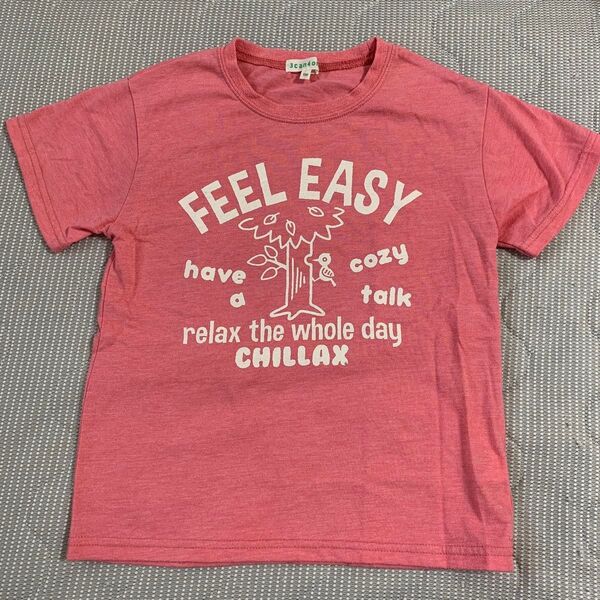 FEEL EASY
have a cozy talk
relax the whole day
CHILLAX